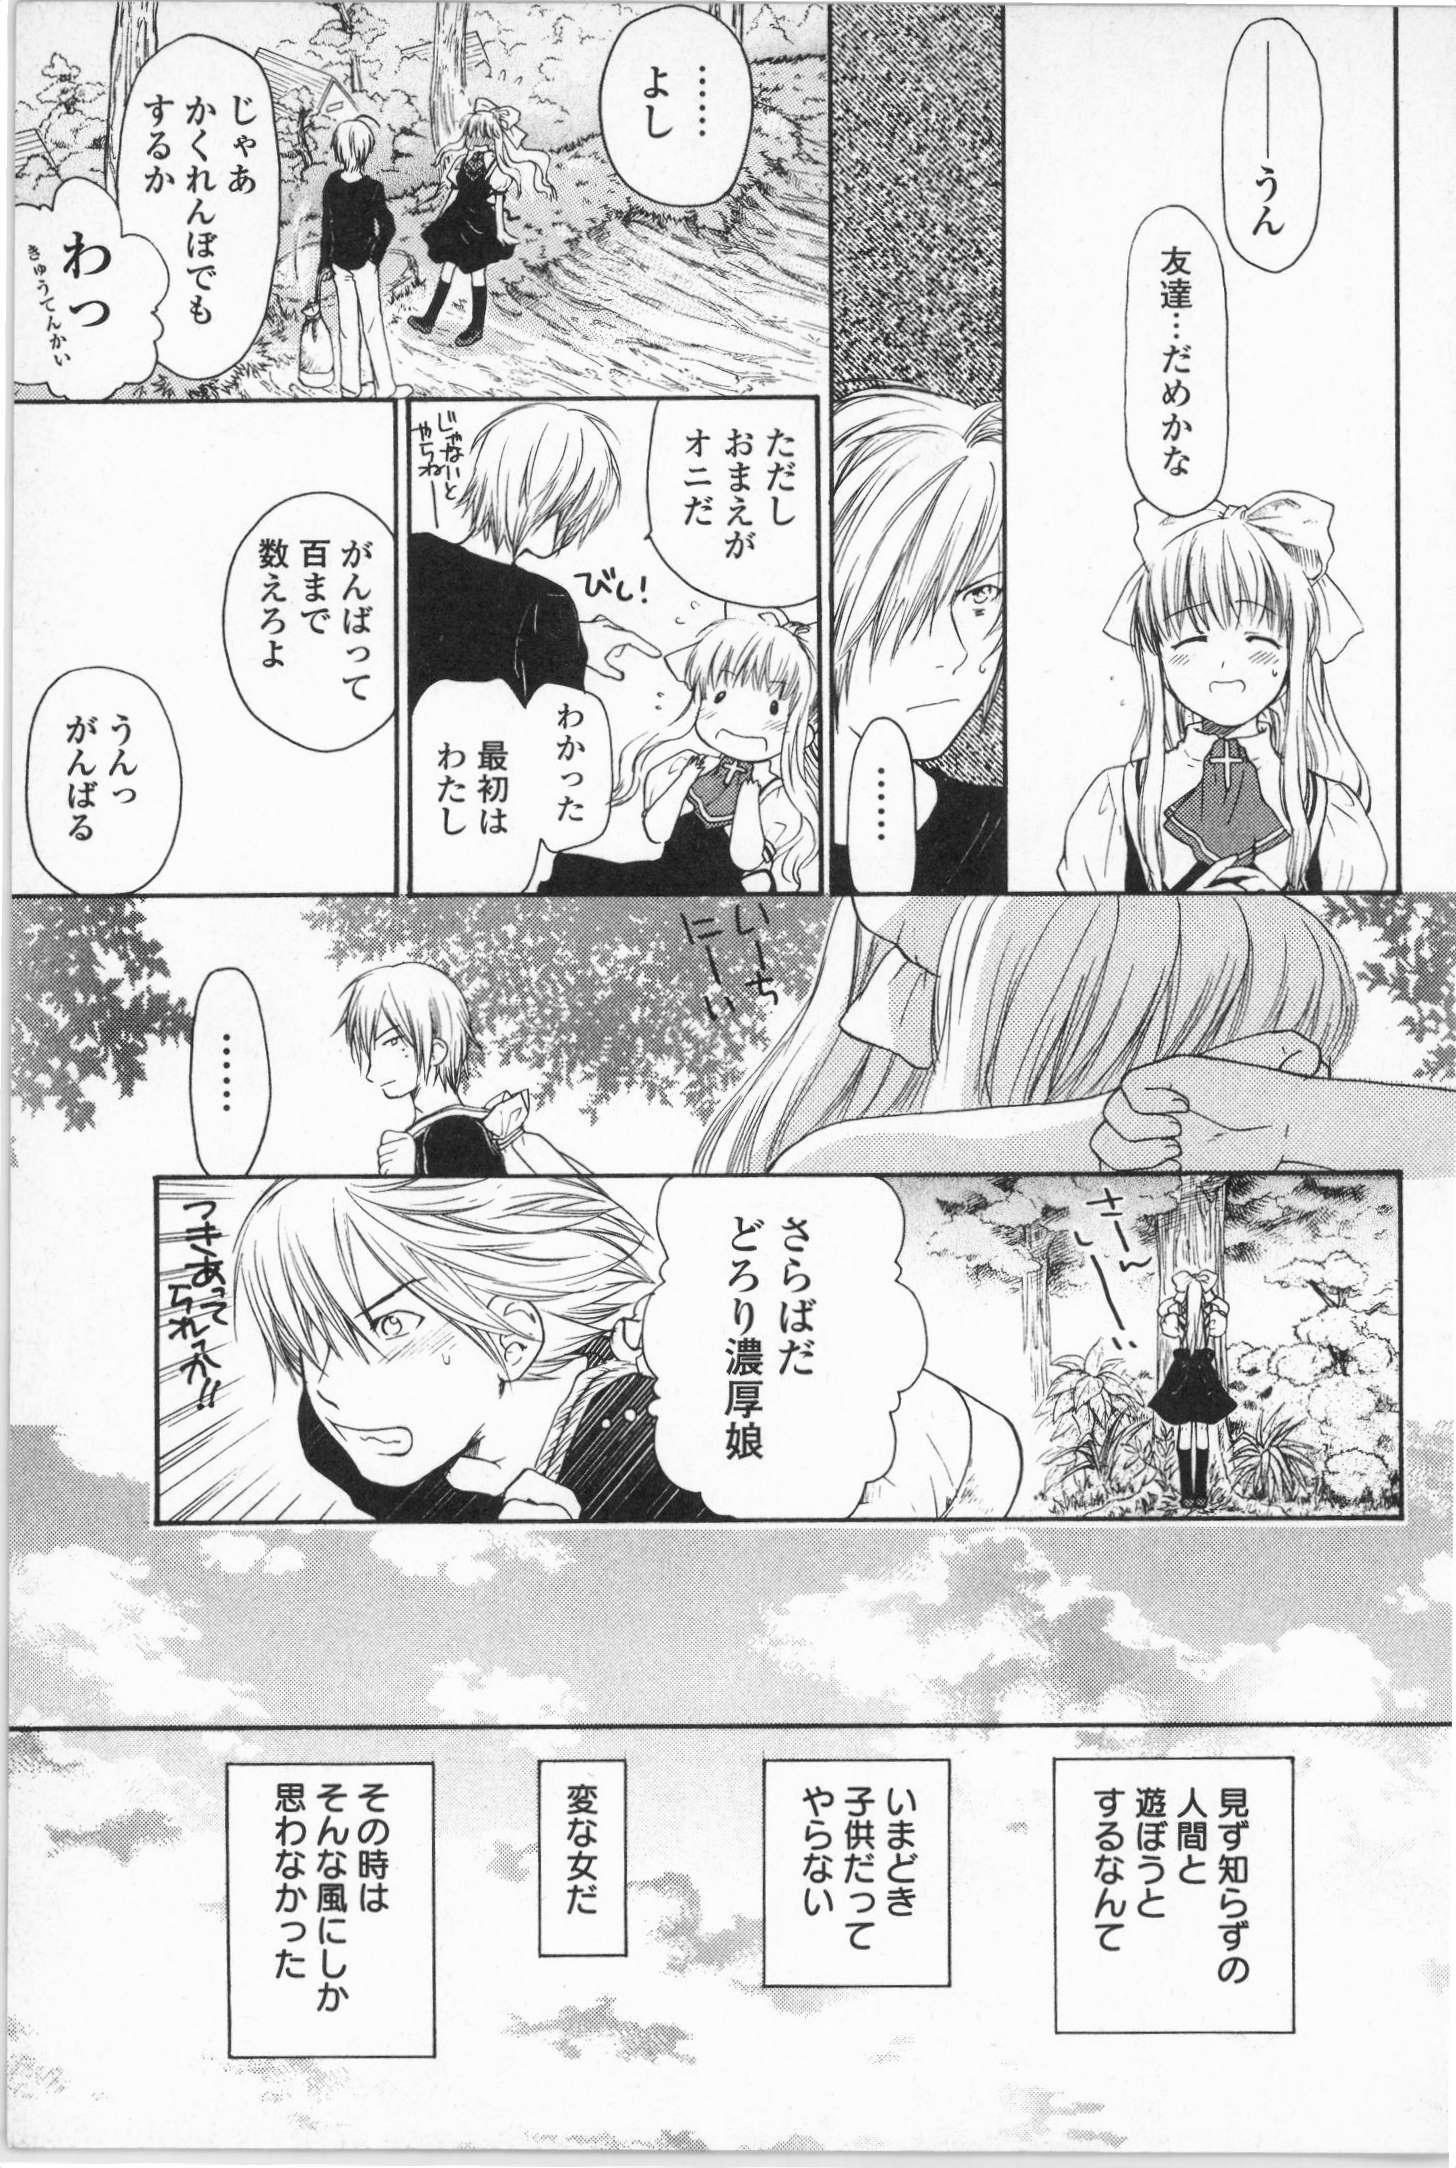 ――うん
友達…だめかな
……
……
よし
じゃあ
かくれんぼでも
するか
わっ
きゅうてんかい
ただし
おまえが
オニだ
じゃないと
やらねー
びしっ!
わかった
最初は
わたし
がんばって
百まで
数えろよ
うんっ
がんばる
いーち
にーい
……
さーん
しーい
さらばだ
どろり濃厚娘
つきあって
られっか!!
見ず知らずの
人間と
遊ぼうと
するなんて
いまどき
子供だって
やらない
変な女だ
その時は
そんな風にしか
思わなかった